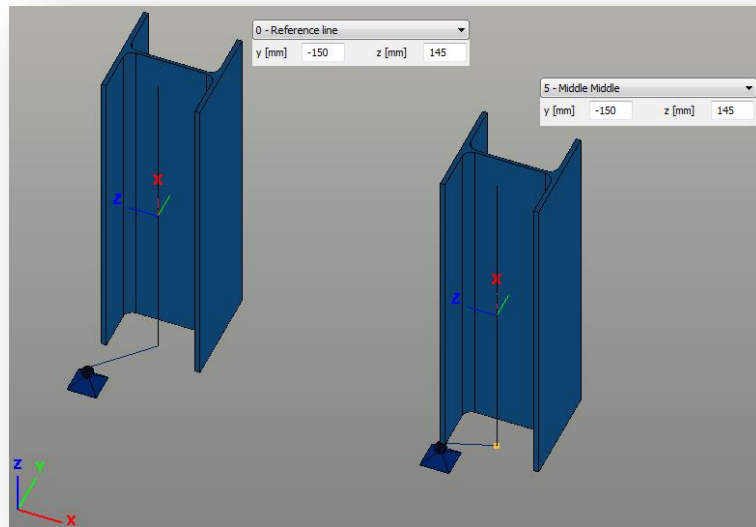 0 - Reference line
y [mm] -150 z [mm] 145
5 - Middle Middle
y [mm] -150 z [mm] 145
X
Z
X
Z
Z
Y
X